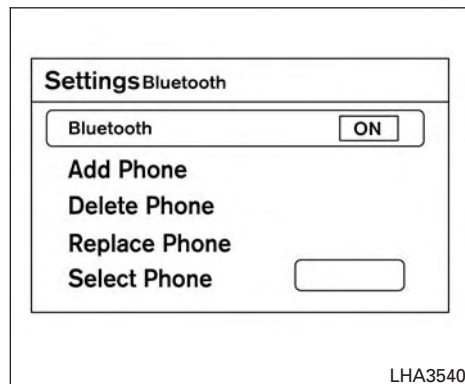 Settings Bluetooth
Bluetooth ON
Add Phone
Delete Phone
Replace Phone
Select Phone
LHA3540